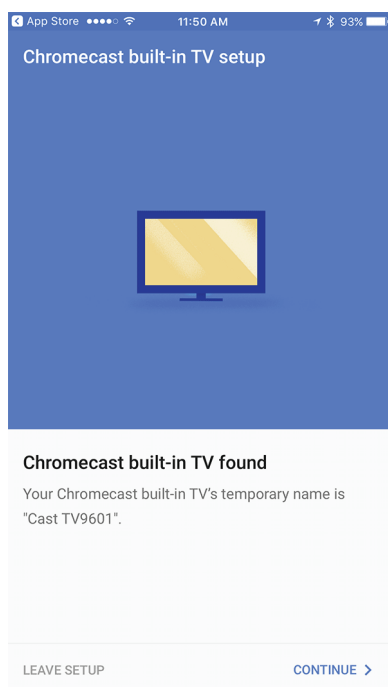 App Store 11:50 AM 93%
Chromecast built-in TV setup
Chromecast built-in TV found
Your Chromecast built-in TV's temporary name is
"Cast TV9601".
LEAVE SETUP CONTINUE